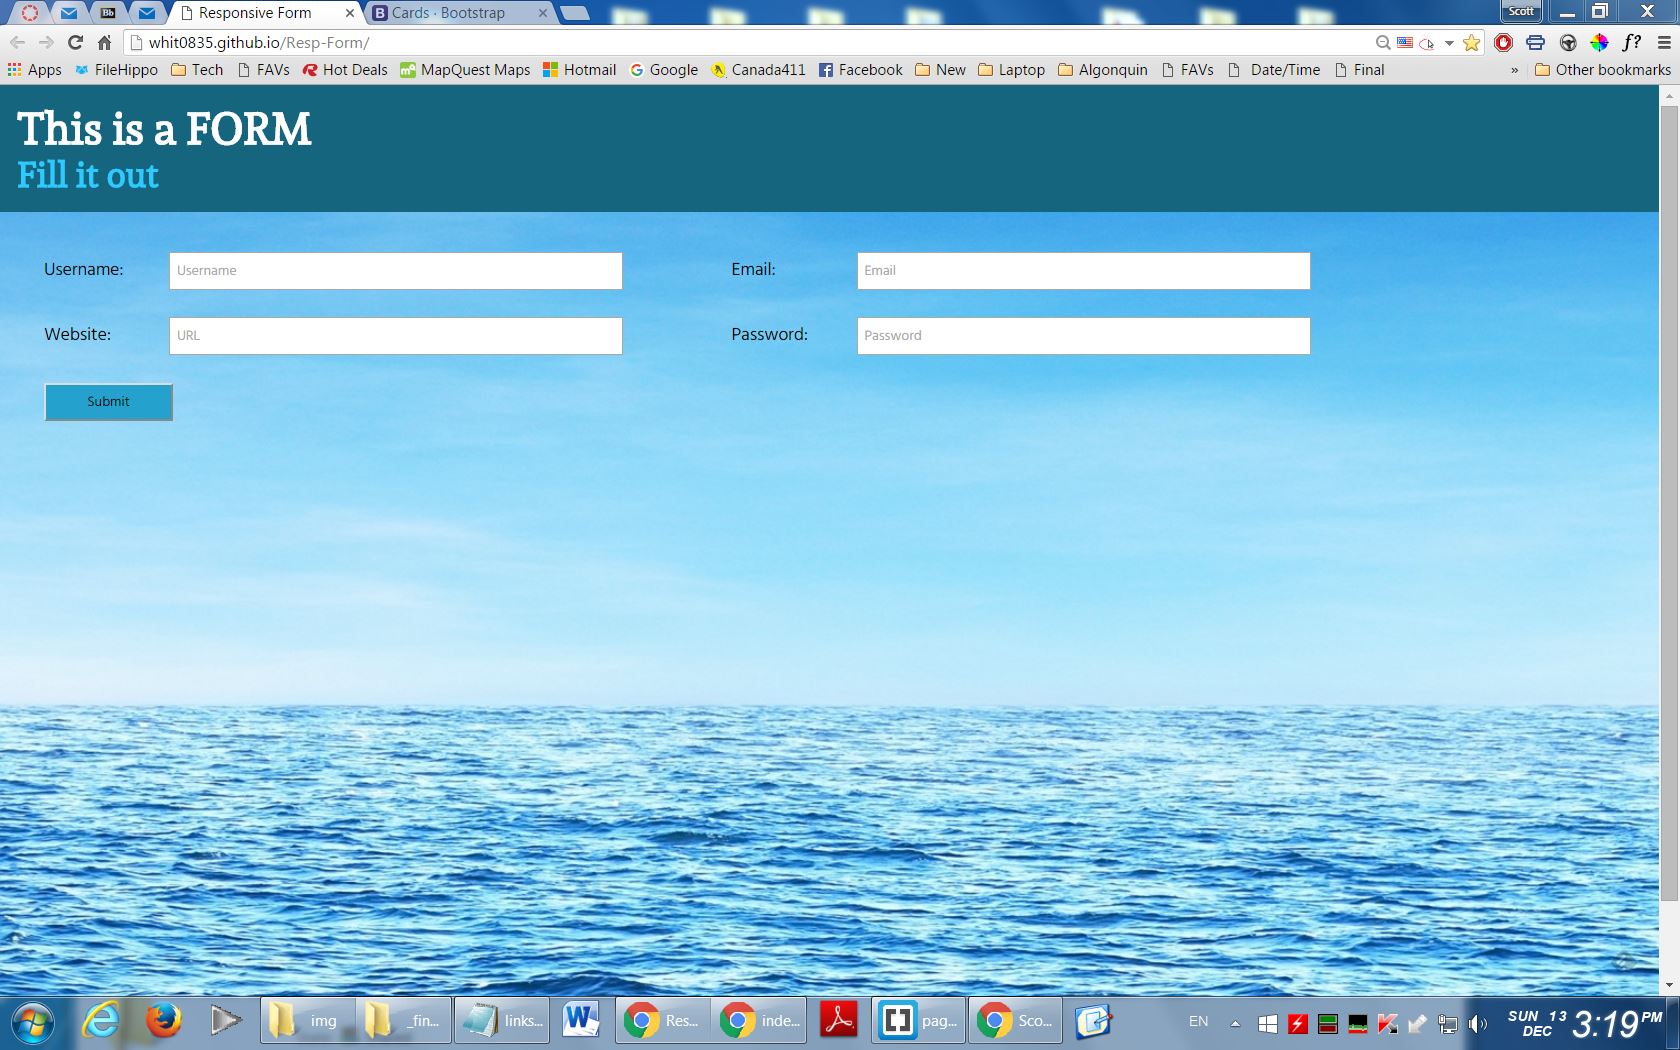 Responsive Form
Cards · Bootstrap
Scott
whit0835.github.io/Resp-Form/
f?
Apps FileHippo Tech FAVs Hot Deals MapQuest Maps Hotmail Google Canada411 Facebook New Laptop Algonquin FAVs Date/Time Final » Other bookmarks
This is a FORM
Fill it out
Username: Username Email: Email
Website: URL Password: Password
Submit
img _fin... links... Res... inde... pag... Sco... EN SUN 13 DEC 3:19 PM